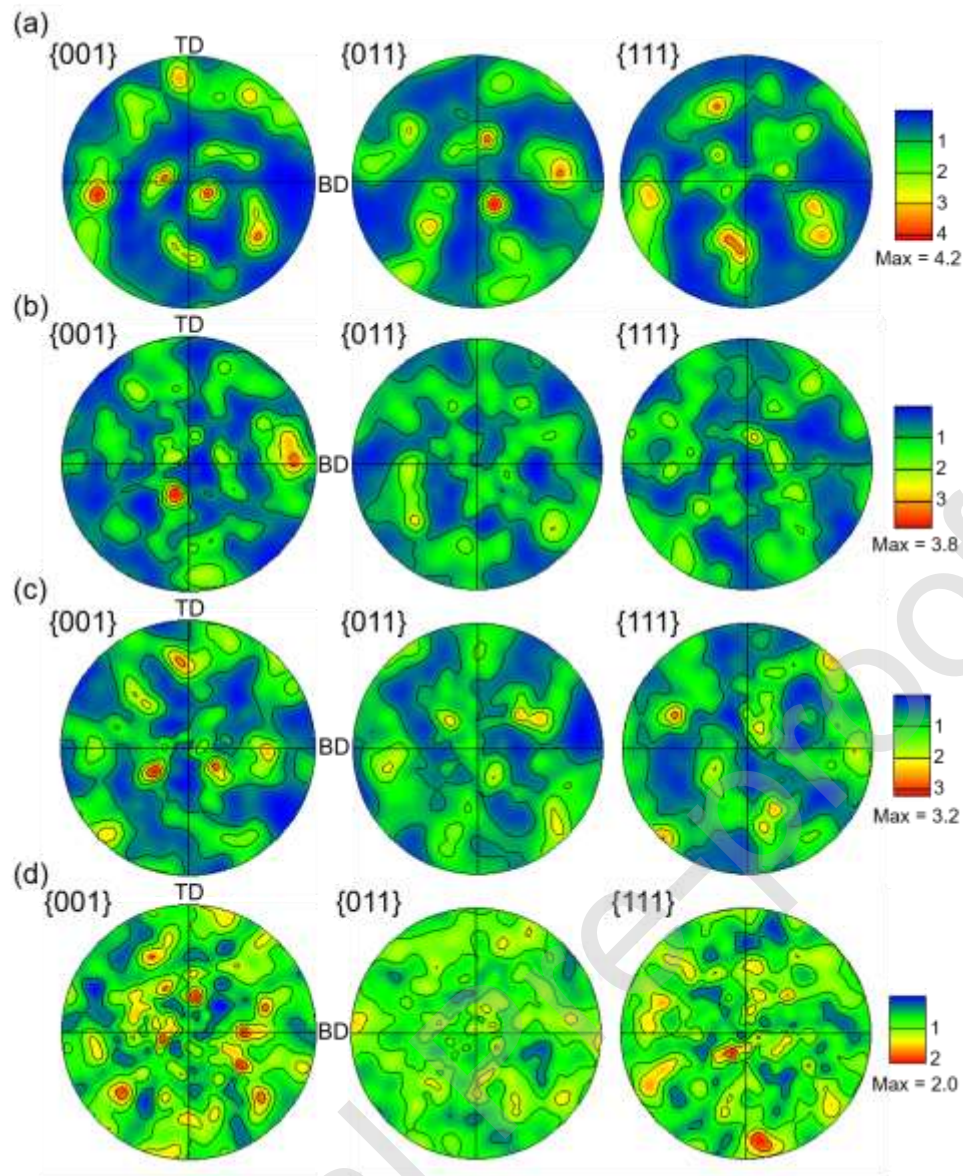 (a)
{001} TD {011} {111}
BD
1
2
3
4
Max = 4.2
(b)
{001} TD {011} {111}
BD
1
2
3
Max = 3.8
(c)
{001} TD {011} {111}
BD
1
2
3
Max = 3.2
(d)
{001} TD {011} {111}
BD
1
2
Max = 2.0